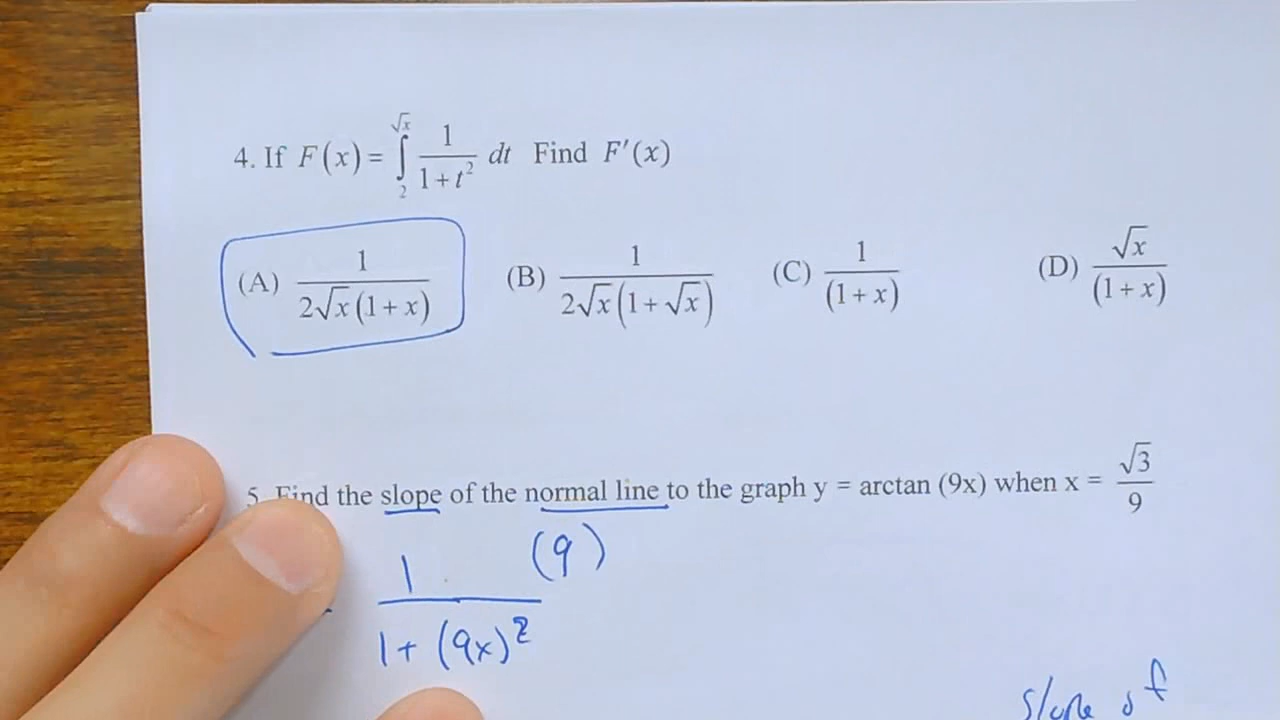 4. If F(x) = ∫₂^√x 1/(1+t²) dt Find F′(x)
(A) 1/(2√x(1+x)) (B) 1/(2√x(1+√x)) (C) 1/(1+x) (D) √x/(1+x)
5. Find the slope of the normal line to the graph y = arctan (9x) when x = √3/9
1/(1+(9x)²) (9)
slope of